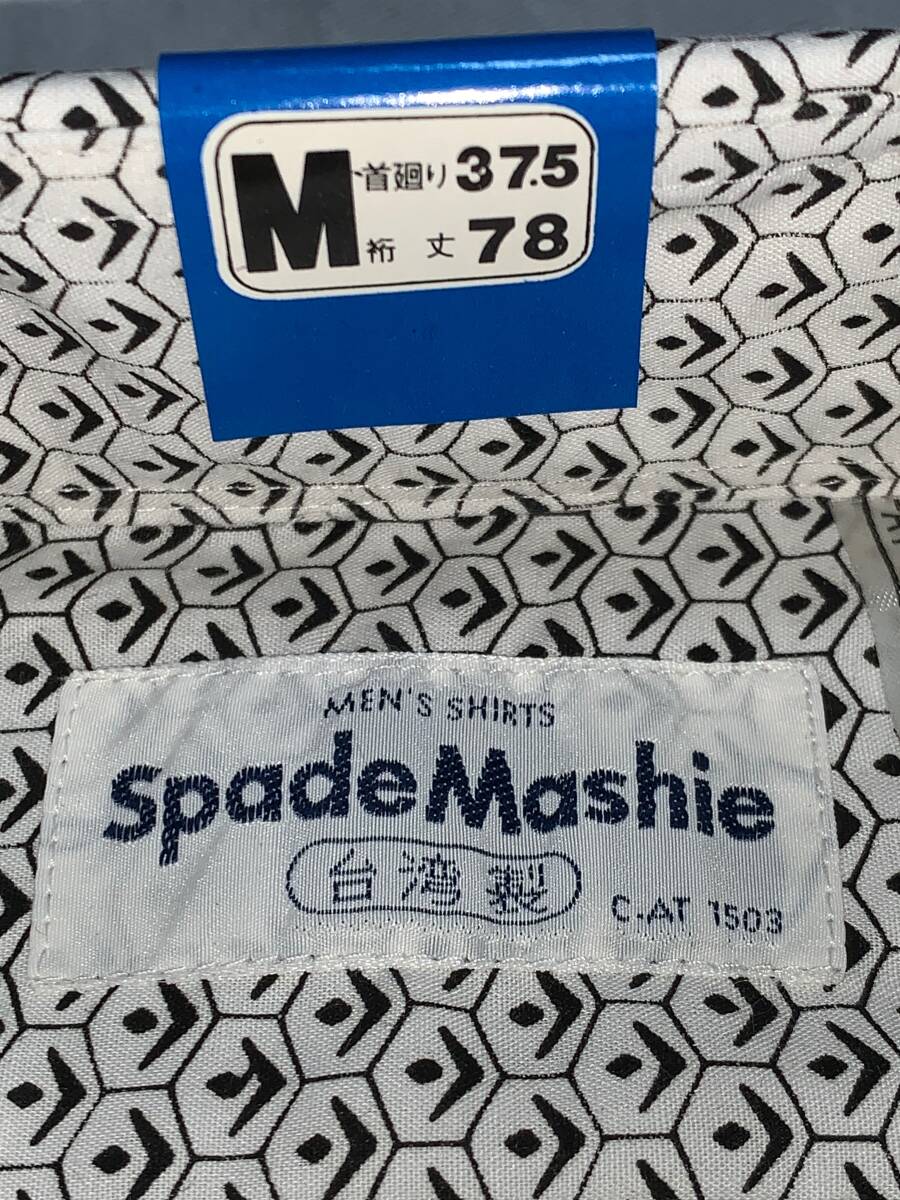 M
首廻り 37.5
裄 丈 78
MEN'S SHIRTS
spadeMashie
台湾製
C-AT 1503